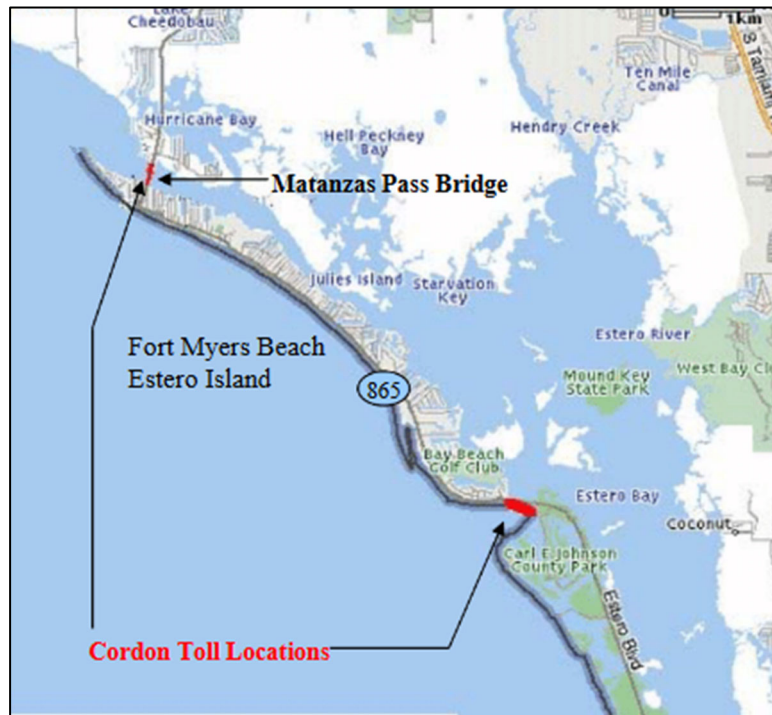 Lake
Cheedobau
0
1km
S Tamiami
Ten Mile
Canal
Hurricane Bay
Hell Peckney
Bay
Hendry Creek
Matanzas Pass Bridge
Julies Island
Starvation
Key
Fort Myers Beach
Estero Island
Estero River
West Bay Clu
Mound Key
State Park
865
Bay Beach
Golf Club
Estero Bay
Coconut
Carl E Johnson
County Park
Estero Blvd
Cordon Toll Locations